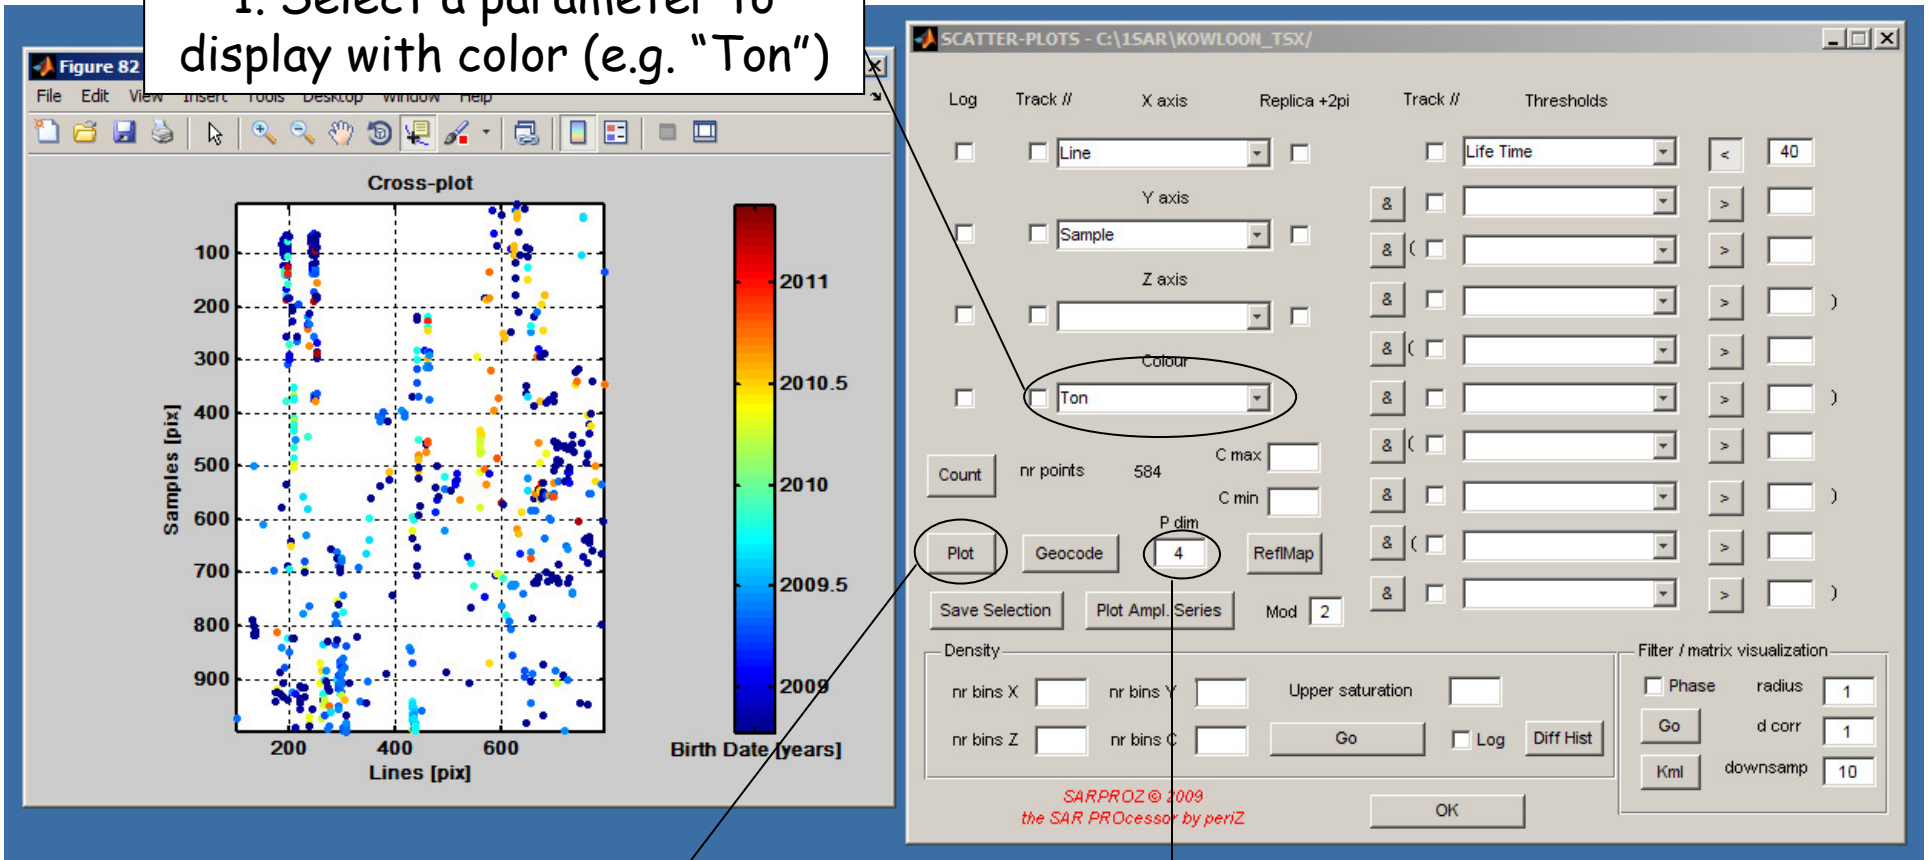 1. Select a parameter to
display with color (e.g. "Ton")
Figure 82
File Edit View Insert Tools Desktop Window Help
Cross-plot
100
200
300
400
500
600
700
800
900
Samples [pix]
200 400 600
Lines [pix]
2011
2010.5
2010
2009.5
2009
Birth Date [years]
SCATTER-PLOTS - C:\1SAR\KOWLOON_TSX/
Log Track // X axis Replica +2pi Track // Thresholds
Line Life Time < 40
Y axis
& >
Sample
& ( >
Z axis
& > )
& ( >
Colour
Ton & > )
& ( >
C max
Count nr points 584
C min
& > )
P dim
Plot Geocode 4 ReflMap
& ( >
& > )
Save Selection Plot Ampl. Series Mod 2
Density
nr bins X nr bins Y Upper saturation
nr bins Z nr bins C Go Log Diff Hist
Filter / matrix visualization
Phase radius 1
Go d corr 1
Kml downsamp 10
SARPROZ © 2009
the SAR PROcessor by periZ
OK